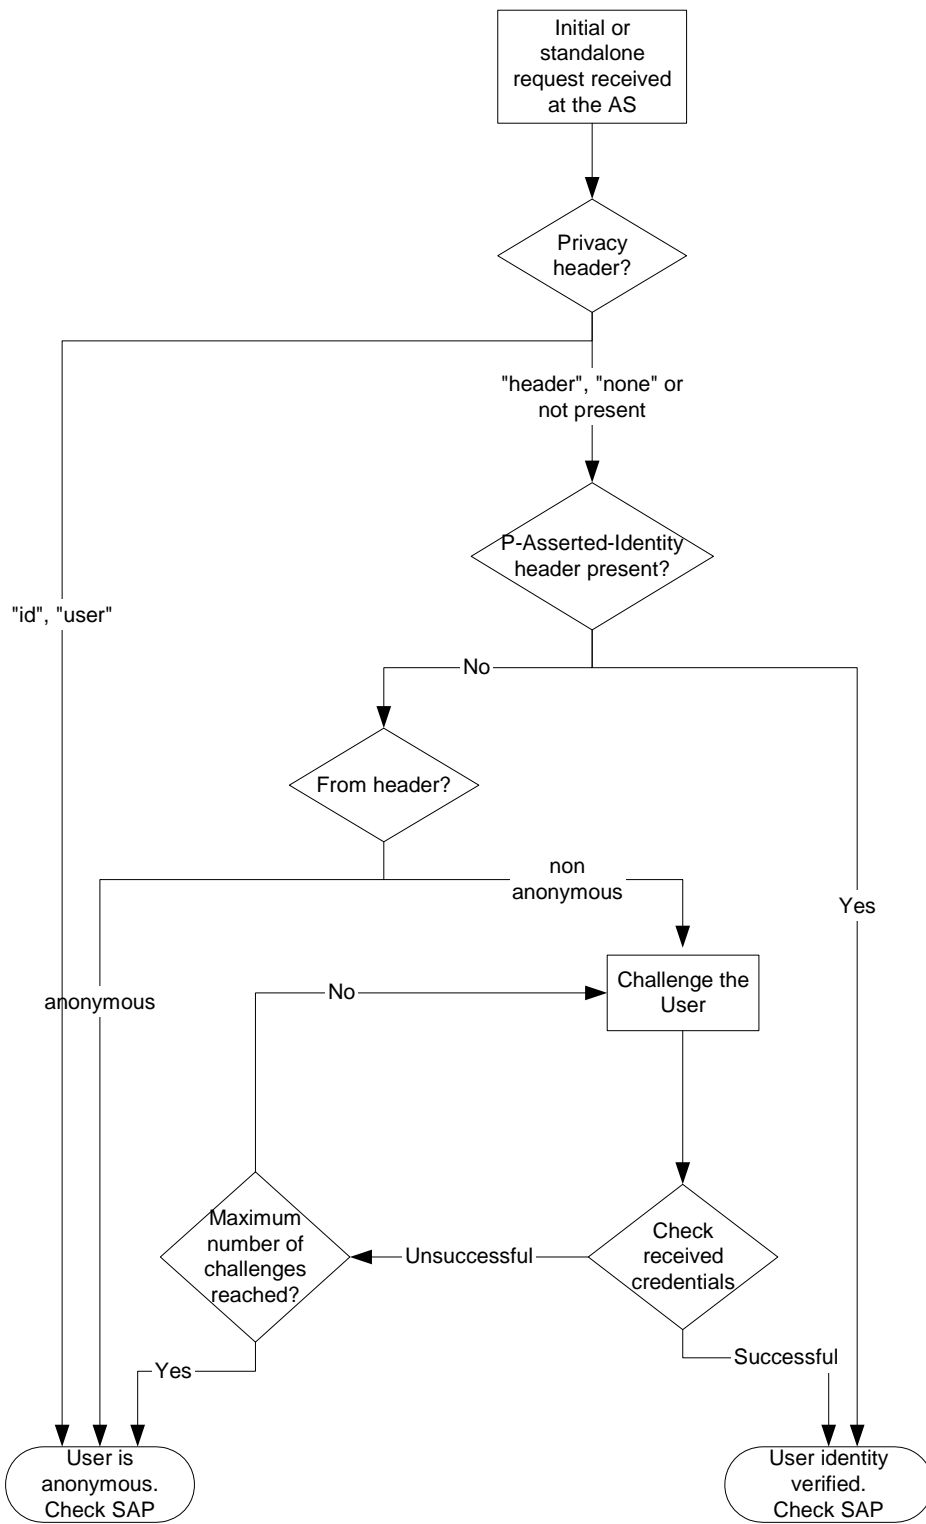 Initial or
standalone
request received
at the AS
Privacy
header?
"header", "none" or
not present
P-Asserted-Identity
header present?
"id", "user"
No
From header?
non
anonymous
Yes
anonymous
No
Challenge the
User
Maximum
number of
challenges
reached?
Unsuccessful
Check
received
credentials
Yes
Successful
User is
anonymous.
Check SAP
User identity
verified.
Check SAP